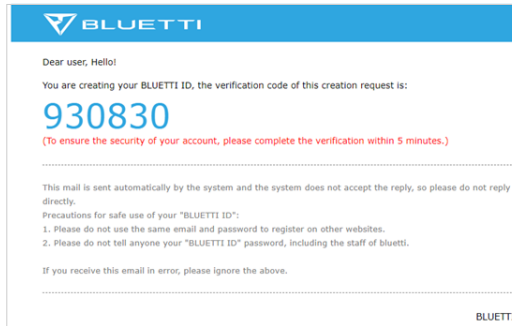 BLUETTI
Dear user, Hello!
You are creating your BLUETTI ID, the verification code of this creation request is:
930830
(To ensure the security of your account, please complete the verification within 5 minutes.)
This mail is sent automatically by the system and the system does not accept the reply, so please do not reply
directly.
Precautions for safe use of your "BLUETTI ID":
1. Please do not use the same email and password to register on other websites.
2. Please do not tell anyone your "BLUETTI ID" password, including the staff of bluetti.
If you receive this email in error, please ignore the above.
BLUETT